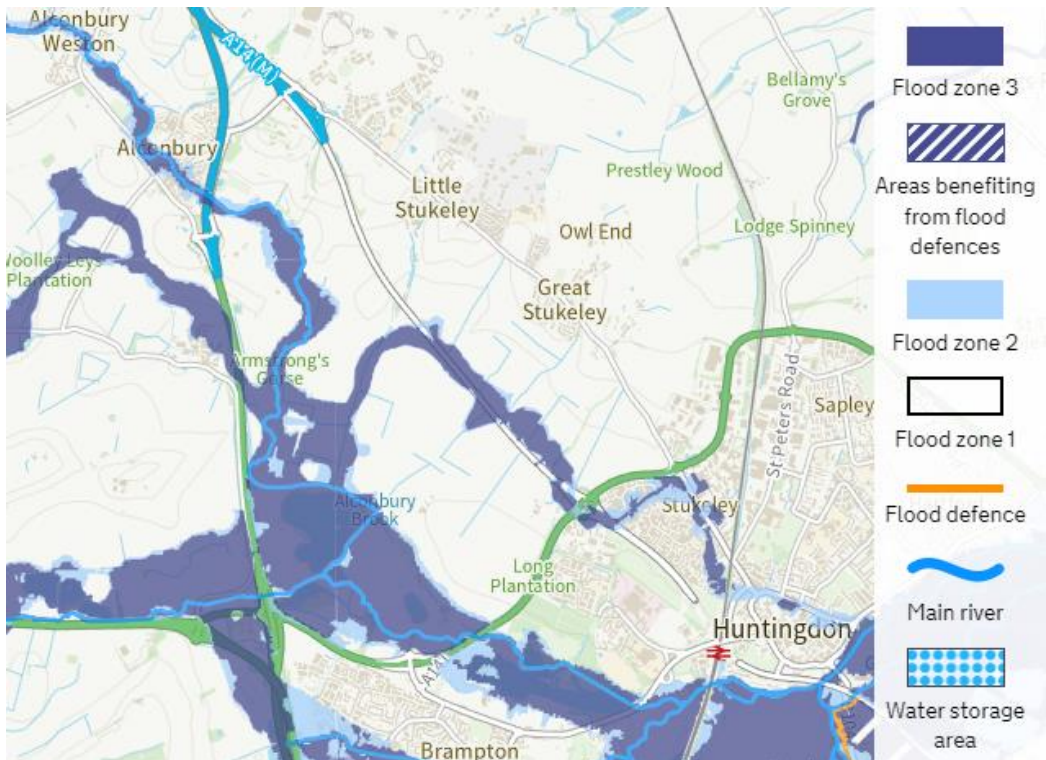 Alconbury
Weston
A14(M)
Bellamy's
Grove
Alconbury
Little
Stukeley
Prestley Wood
Owl End
Lodge Spinney
Woolley Leys
Plantation
Great
Stukeley
Armstrong's
Gorse
St Peters Road
Sapley
Alconbury
Brook
Stukeley
Long
Plantation
Huntingdon
A141
Brampton
Flood zone 3
Areas benefiting
from flood
defences
Flood zone 2
Flood zone 1
Flood defence
Main river
Water storage
area